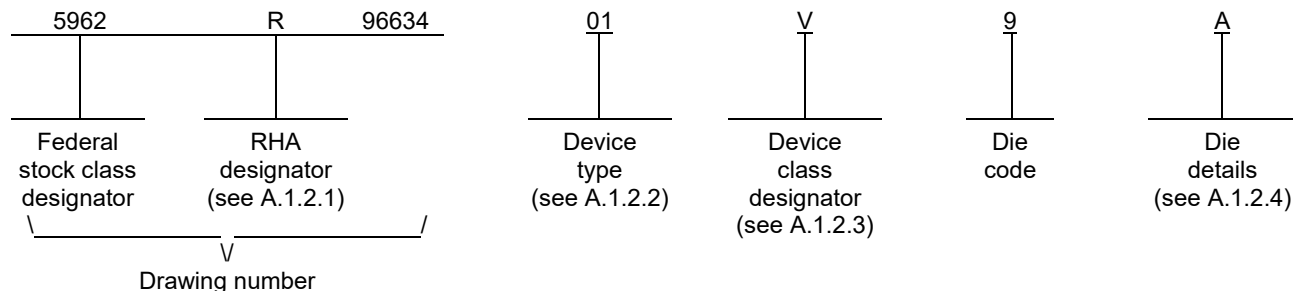 5962 R 96634 01 V 9 A
Federal stock class designator
RHA designator (see A.1.2.1)
Device type (see A.1.2.2)
Device class designator (see A.1.2.3)
Die code
Die details (see A.1.2.4)
\ /
\/
Drawing number